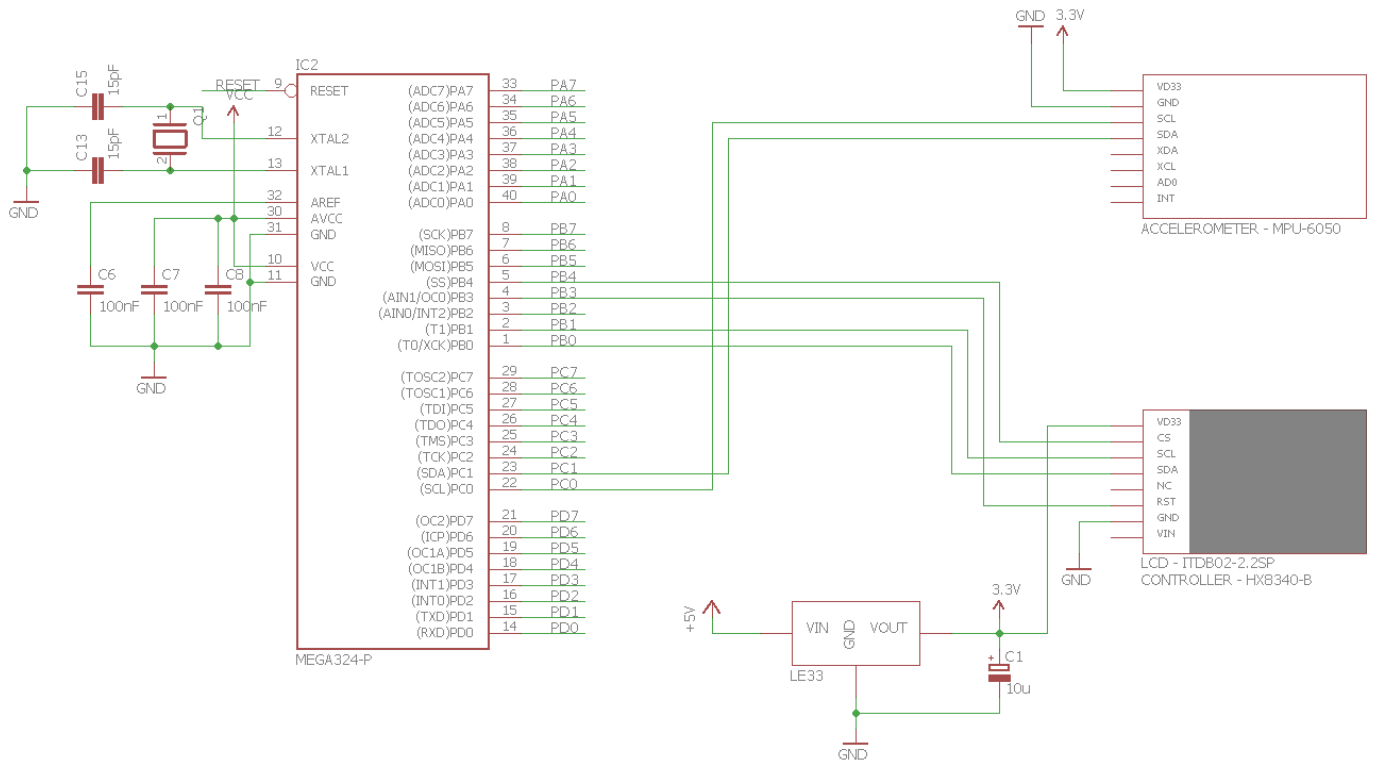 GND 3.3V
IC2
C15 15pF
C13 15pF
Q1
1
2
GND
RESET
VCC
9 RESET
12 XTAL2
13 XTAL1
32 AREF
30 AVCC
31 GND
10 VCC
11 GND
C6 100nF
C7 100nF
C8 100nF
GND
(ADC7)PA7 33 PA7
(ADC6)PA6 34 PA6
(ADC5)PA5 35 PA5
(ADC4)PA4 36 PA4
(ADC3)PA3 37 PA3
(ADC2)PA2 38 PA2
(ADC1)PA1 39 PA1
(ADC0)PA0 40 PA0
(SCK)PB7 8 PB7
(MISO)PB6 7 PB6
(MOSI)PB5 6 PB5
(SS)PB4 5 PB4
(AIN1/OC0)PB3 4 PB3
(AIN0/INT2)PB2 3 PB2
(T1)PB1 2 PB1
(T0/XCK)PB0 1 PB0
(TOSC2)PC7 29 PC7
(TOSC1)PC6 28 PC6
(TDI)PC5 27 PC5
(TDO)PC4 26 PC4
(TMS)PC3 25 PC3
(TCK)PC2 24 PC2
(SDA)PC1 23 PC1
(SCL)PC0 22 PC0
(OC2)PD7 21 PD7
(ICP)PD6 20 PD6
(OC1A)PD5 19 PD5
(OC1B)PD4 18 PD4
(INT1)PD3 17 PD3
(INT0)PD2 16 PD2
(TXD)PD1 15 PD1
(RXD)PD0 14 PD0
MEGA324-P
VD33
GND
SCL
SDA
XDA
XCL
AD0
INT
ACCELEROMETER - MPU-6050
VD33
CS
SCL
SDA
NC
RST
GND
VIN
LCD - ITDB02-2.2SP
CONTROLLER - HX8340-B
GND
+5V
VIN GND VOUT
LE33
3.3V
+
C1
10u
GND